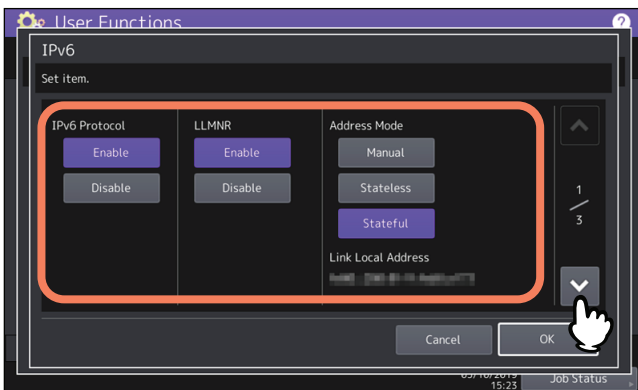 User Functions
?
IPv6
Set item.
IPv6 Protocol
Enable
Disable
LLMNR
Enable
Disable
Address Mode
Manual
Stateless
Stateful
Link Local Address
1
3
Cancel
OK
15:23
Job Status